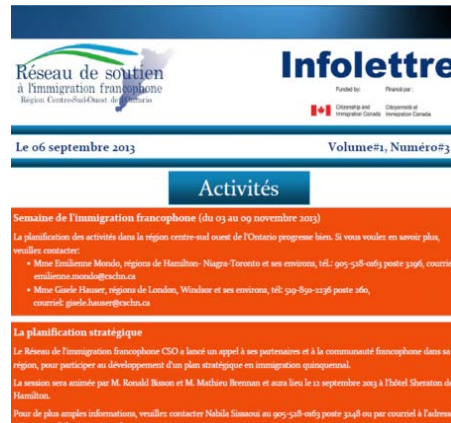 Réseau de soutien
à l'immigration francophone
Région Centre-Sud-Ouest de l'Ontario
Infolettre
Funded by: Financé par :
Citizenship and Immigration Canada
Citoyenneté et Immigration Canada
Le 06 septembre 2013
Volume#1, Numéro#3
Activités
Semaine de l'immigration francophone (du 03 au 09 novembre 2013)
La planification des activités dans la région centre-sud ouest de l'Ontario progresse bien. Si vous voulez en savoir plus,
veuillez contacter:
• Mme Emilienne Mondo, régions de Hamilton- Niagra-Toronto et ses environs, tél.: 905-528-0163 poste 3296, courrie
emilienne.mondo@cschn.ca
• Mme Gisele Hauser, régions de London, Windsor et ses environs, tél: 519-850-2236 poste 260,
courriel: gisele.hauser@cschn.ca
La planification stratégique
Le Réseau de l'immigration francophone CSO a lancé un appel à ses partenaires et à la communauté francophone dans sa
région, pour participer au développement d'un plan stratégique en immigration quinquennal.
La session sera animée par M. Ronald Bisson et M. Mathieu Brennan et aura lieu le 12 septembre 2013 à l'hôtel Sheraton de
Hamilton.
Pour de plus amples informations, veuillez contacter Nabila Sissaoui au 905-528-0163 poste 3248 ou par courriel à l'adresse